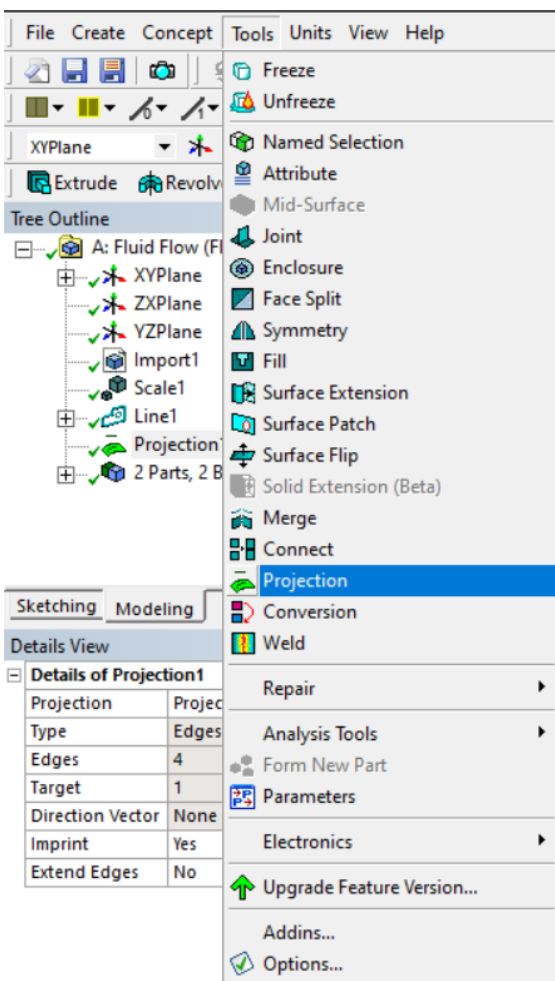 File Create Concept Tools Units View Help
XYPlane
Extrude Revolv
Tree Outline
A: Fluid Flow (Fl
XYPlane
ZXPlane
YZPlane
Import1
Scale1
Line1
Projection1
2 Parts, 2 B
Sketching Modeling
Details View
Details of Projection1
Projection Projec
Type Edges
Edges 4
Target 1
Direction Vector None
Imprint Yes
Extend Edges No
Freeze
Unfreeze
Named Selection
Attribute
Mid-Surface
Joint
Enclosure
Face Split
Symmetry
Fill
Surface Extension
Surface Patch
Surface Flip
Solid Extension (Beta)
Merge
Connect
Projection
Conversion
Weld
Repair
Analysis Tools
Form New Part
Parameters
Electronics
Upgrade Feature Version...
Addins...
Options...